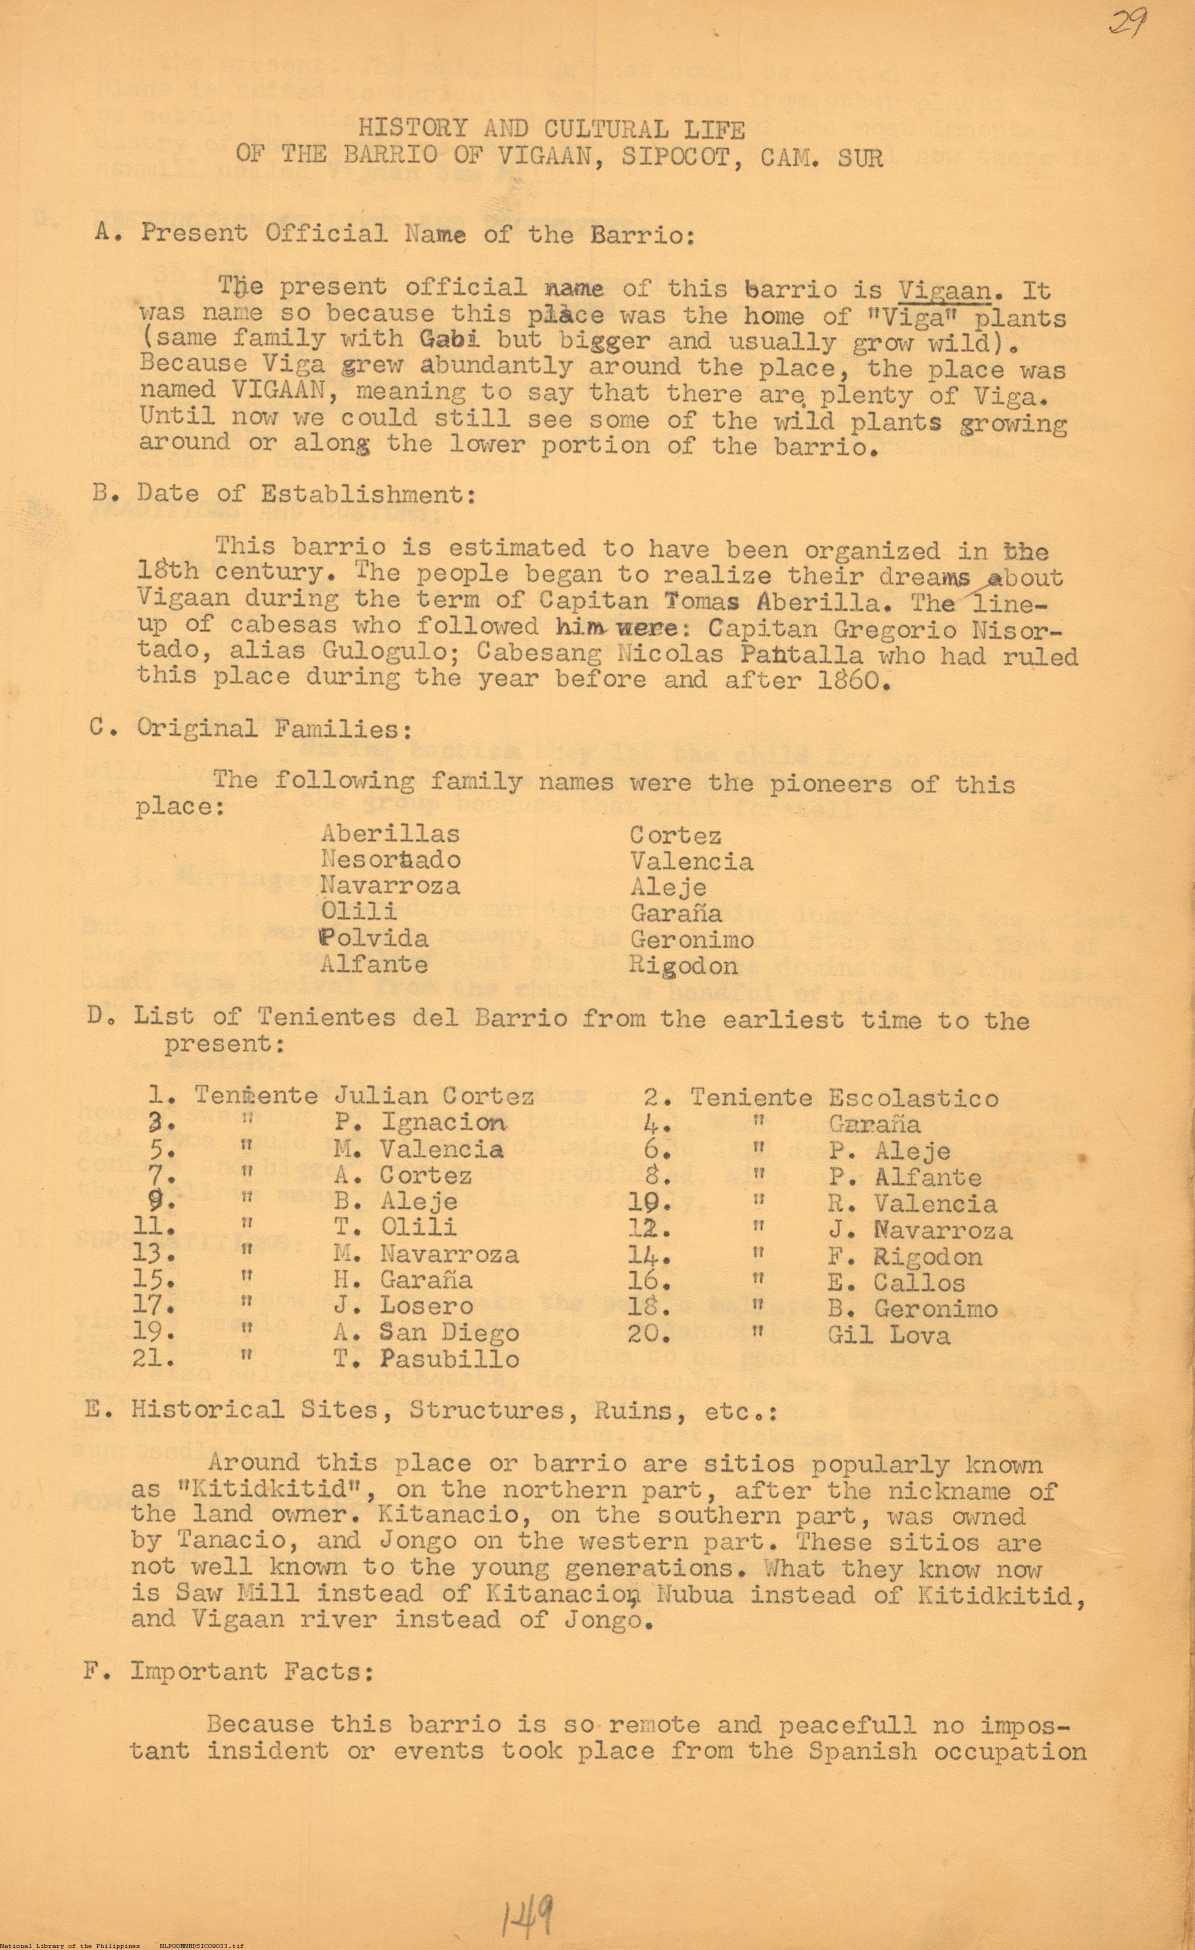 29
HISTORY AND CULTURAL LIFE
OF THE BARRIO OF VIGAAN, SIPOCOT, CAM. SUR
A. Present Official Name of the Barrio:
The present official name of this barrio is Vigaan. It
was name so because this place was the home of "Viga" plants
(same family with Gabi but bigger and usually grow wild).
Because Viga grew abundantly around the place, the place was
named VIGAAN, meaning to say that there are plenty of Viga.
Until now we could still see some of the wild plants growing
around or along the lower portion of the barrio.
B. Date of Establishment:
This barrio is estimated to have been organized in the
18th century. The people began to realize their dreams about
Vigaan during the term of Capitan Tomas Aberilla. The line-
up of cabesas who followed him were: Capitan Gregorio Nisor-
tado, alias Gulogulo; Cabesang Nicolas Pantalla who had ruled
this place during the year before and after 1860.
C. Original Families:
The following family names were the pioneers of this
place:
Aberillas Cortez
Nesortado Valencia
Navarroza Aleje
Olili Garaña
Polvida Geronimo
Alfante Rigodon
D. List of Tenientes del Barrio from the earliest time to the
present:
1. Teniente Julian Cortez 2. Teniente Escolastico
3. " P. Ignacion 4. " Garaña
5. " M. Valencia 6. " P. Aleje
7. " A. Cortez 8. " P. Alfante
9. " B. Aleje 10. " R. Valencia
11. " T. Olili 12. " J. Navarroza
13. " M. Navarroza 14. " F. Rigodon
15. " H. Garaña 16. " E. Callos
17. " J. Losero 18. " B. Geronimo
19. " A. San Diego 20. " Gil Lova
21. " T. Pasubillo
E. Historical Sites, Structures, Ruins, etc.:
Around this place or barrio are sitios popularly known
as "Kitidkitid", on the northern part, after the nickname of
the land owner. Kitanacio, on the southern part, was owned
by Tanacio, and Jongo on the western part. These sitios are
not well known to the young generations. What they know now
is Saw Mill instead of Kitanacio, Nubua instead of Kitidkitid,
and Vigaan river instead of Jongo.
F. Important Facts:
Because this barrio is so remote and peacefull no impos-
tant insident or events took place from the Spanish occupation
149
National Library of the Philippines